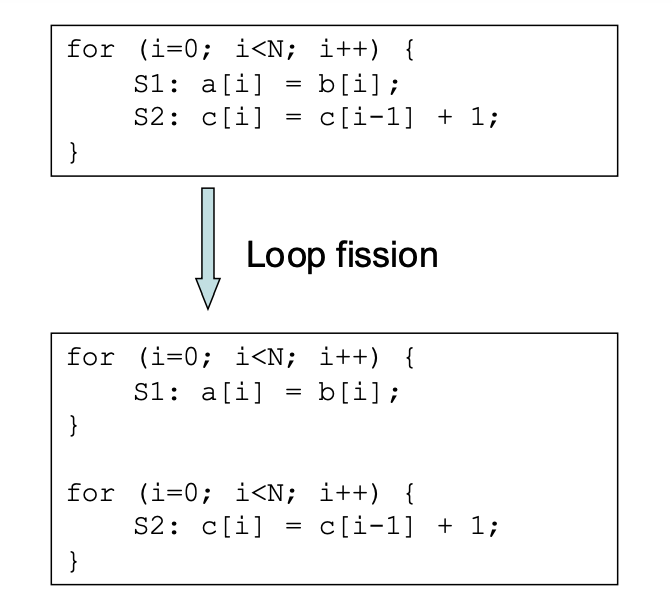 for (i=0; i<N; i++) {
    S1: a[i] = b[i];
    S2: c[i] = c[i-1] + 1;
}
Loop fission
for (i=0; i<N; i++) {
    S1: a[i] = b[i];
}
for (i=0; i<N; i++) {
    S2: c[i] = c[i-1] + 1;
}